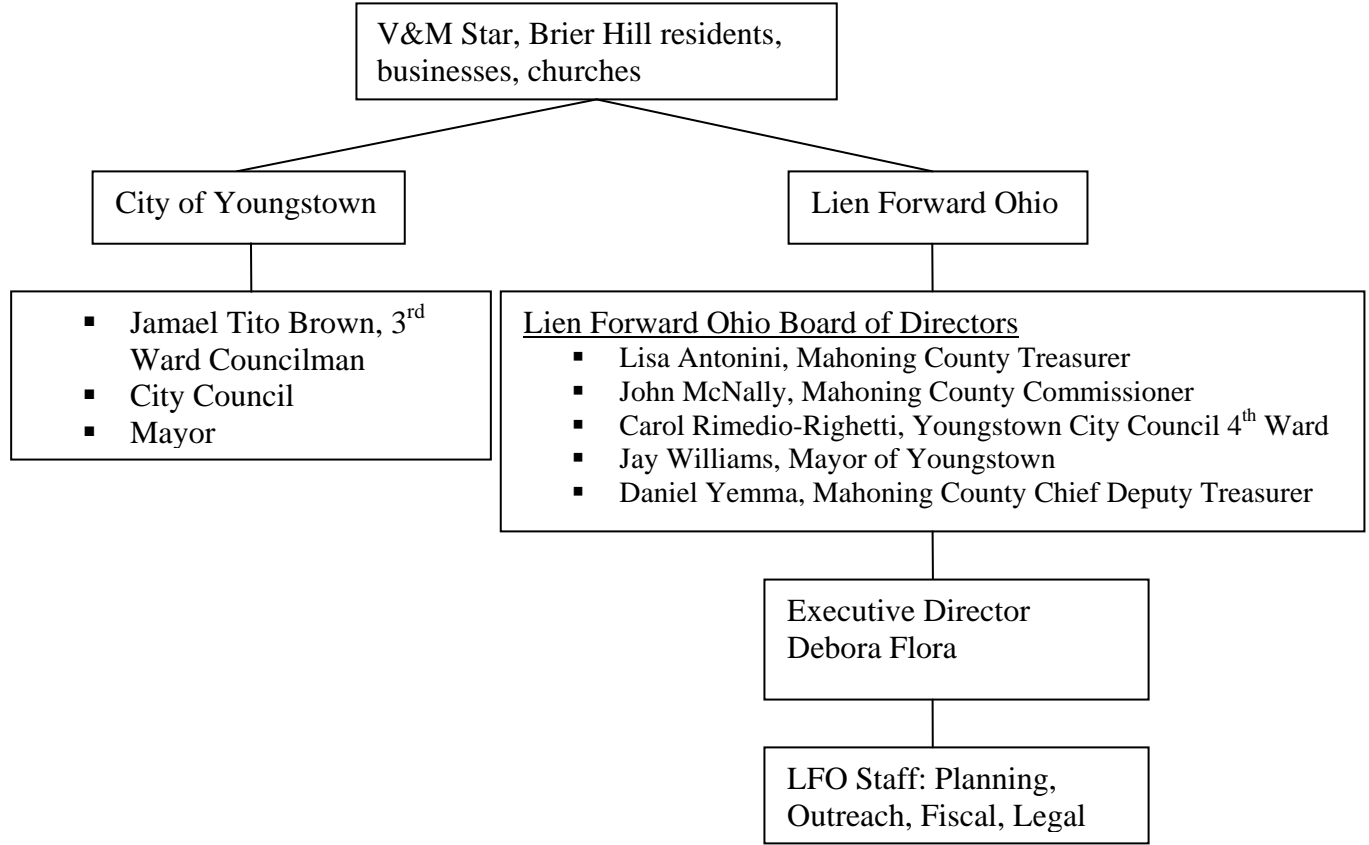 V&M Star, Brier Hill residents,
businesses, churches
City of Youngstown
Lien Forward Ohio
▪ Jamael Tito Brown, 3rd
Ward Councilman
▪ City Council
▪ Mayor
Lien Forward Ohio Board of Directors
▪ Lisa Antonini, Mahoning County Treasurer
▪ John McNally, Mahoning County Commissioner
▪ Carol Rimedio-Righetti, Youngstown City Council 4th Ward
▪ Jay Williams, Mayor of Youngstown
▪ Daniel Yemma, Mahoning County Chief Deputy Treasurer
Executive Director
Debora Flora
LFO Staff: Planning,
Outreach, Fiscal, Legal